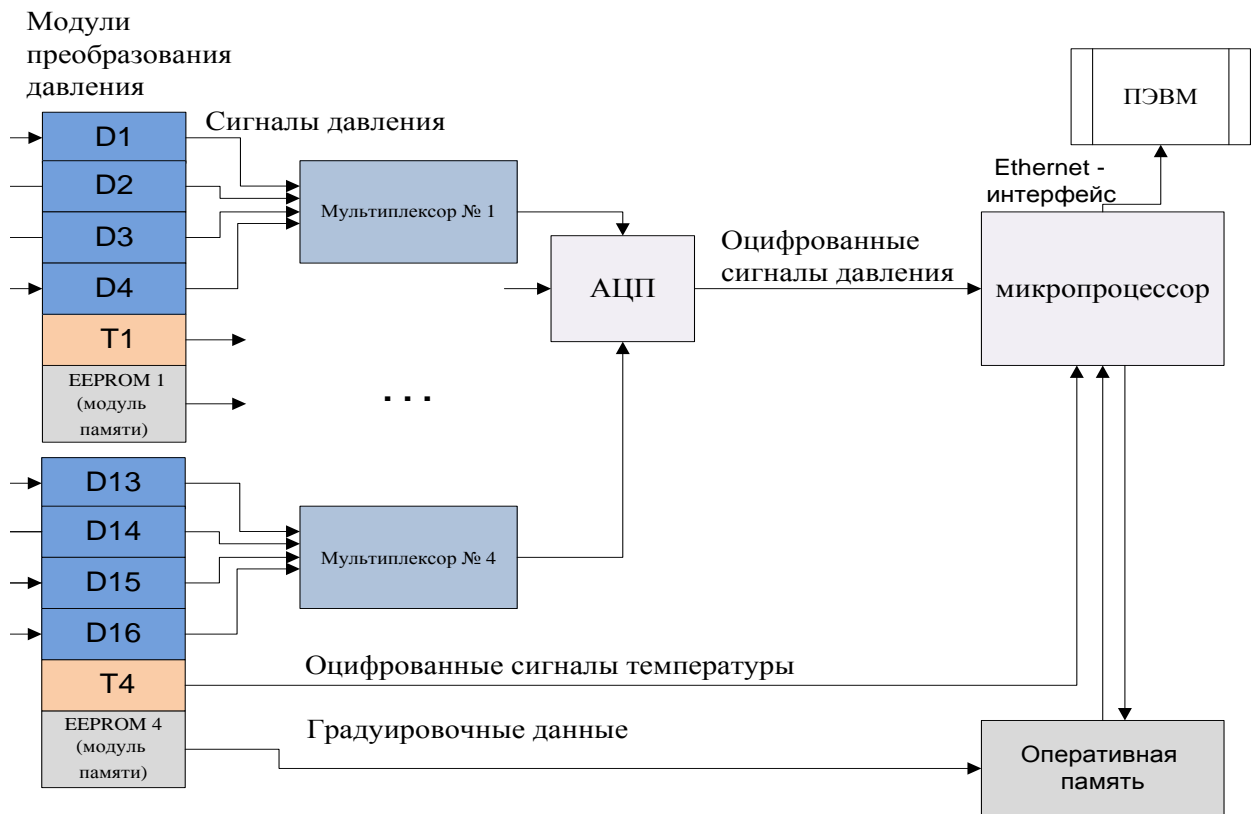 Модули
преобразования
давления
D1
D2
D3
D4
T1
EEPROM 1
(модуль
памяти)
Сигналы давления
Мультиплексор № 1
АЦП
Оцифрованные
сигналы давления
Ethernet -
интерфейс
ПЭВМ
микропроцессор
. . .
D13
D14
D15
D16
T4
EEPROM 4
(модуль
памяти)
Мультиплексор № 4
Оцифрованные сигналы температуры
Градуировочные данные
Оперативная
память